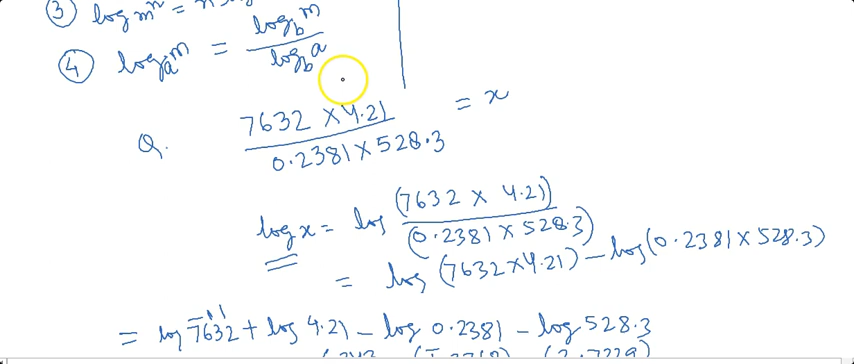 ③ log mⁿ =
④ logₐ m = log_b m / log_b a
Q. (7632 × 4.21) / (0.2381 × 528.3) = x
log x = log (7632 × 4.21) / (0.2381 × 528.3)
= log (7632×4.21) − log (0.2381 × 528.3)
= log 7632 + log 4.21 − log 0.2381 − log 528.3